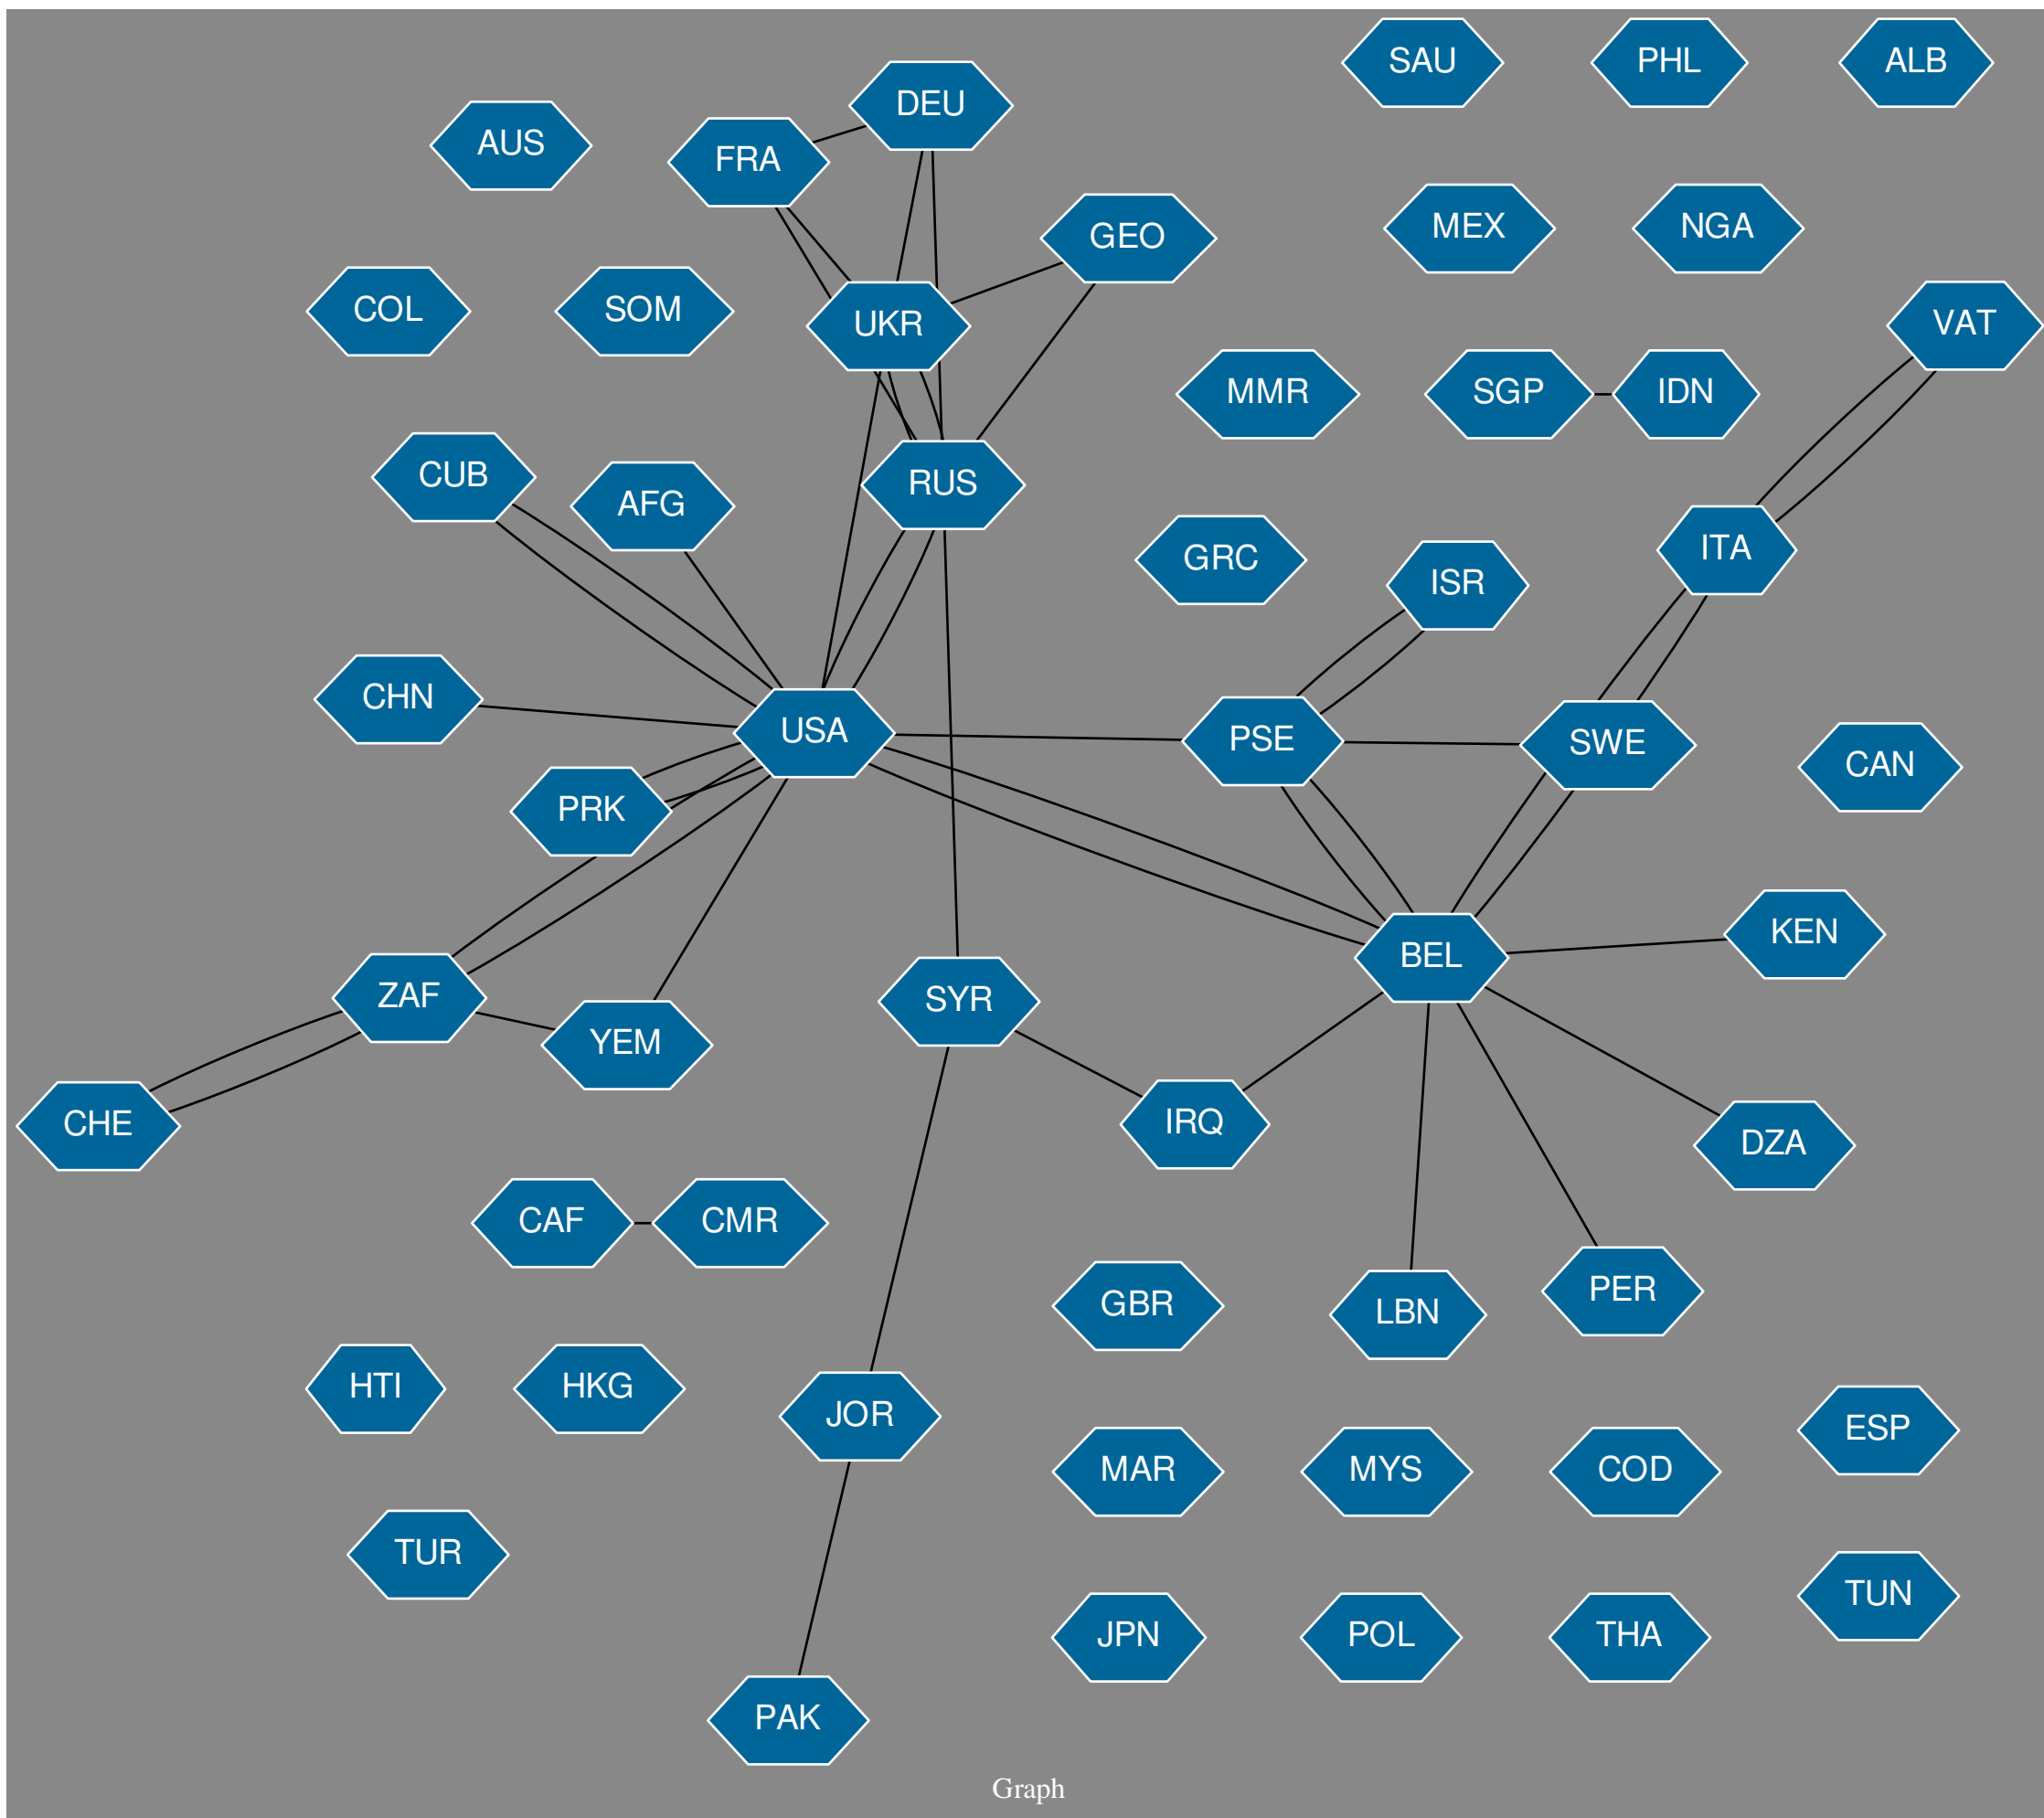 SAU
PHL
ALB
DEU
AUS
FRA
MEX
NGA
GEO
COL
SOM
UKR
VAT
MMR
SGP
IDN
CUB
AFG
RUS
GRC
ISR
ITA
CHN
USA
PSE
SWE
CAN
PRK
KEN
BEL
ZAF
SYR
YEM
CHE
IRQ
DZA
CAF
CMR
GBR
LBN
PER
HTI
HKG
JOR
ESP
MAR
MYS
COD
TUR
TUN
JPN
POL
THA
PAK
Graph